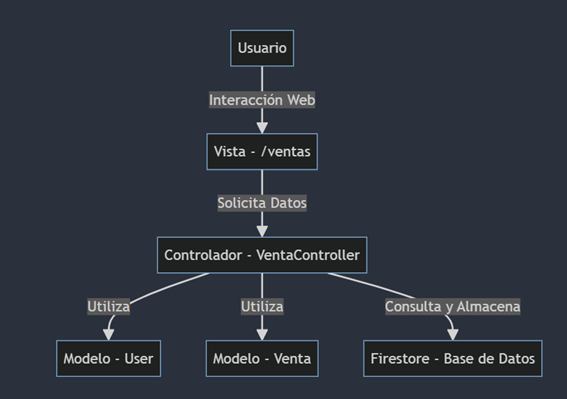 Usuario
Interacción Web
Vista - /ventas
Solicita Datos
Controlador - VentaController
Utiliza
Utiliza
Consulta y Almacena
Modelo - User
Modelo - Venta
Firestore - Base de Datos